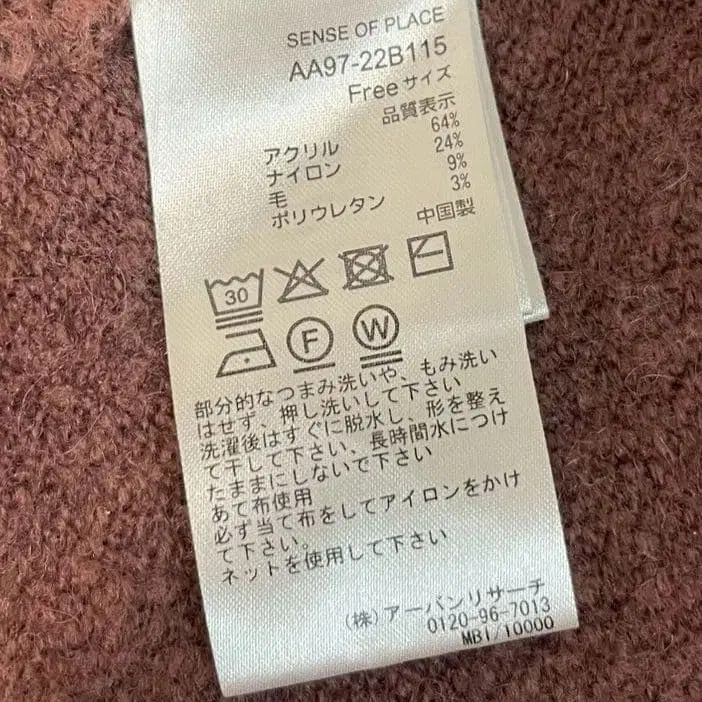 SENSE OF PLACE
AA97-22B115
Freeサイズ
品質表示
アクリル 64%
ナイロン 24%
毛 9%
ポリウレタン 3%
中国製
30
F W
部分的なつまみ洗いや、もみ洗い
はせず、押し洗いして下さい
洗濯後はすぐに脱水し、形を整え
て干して下さい、長時間水につけ
たままにしないで下さい
あて布使用
必ず当て布をしてアイロンをかけ
て下さい。
ネットを使用して下さい
(株)アーバンリサーチ
0120-96-7013
MB1/10000